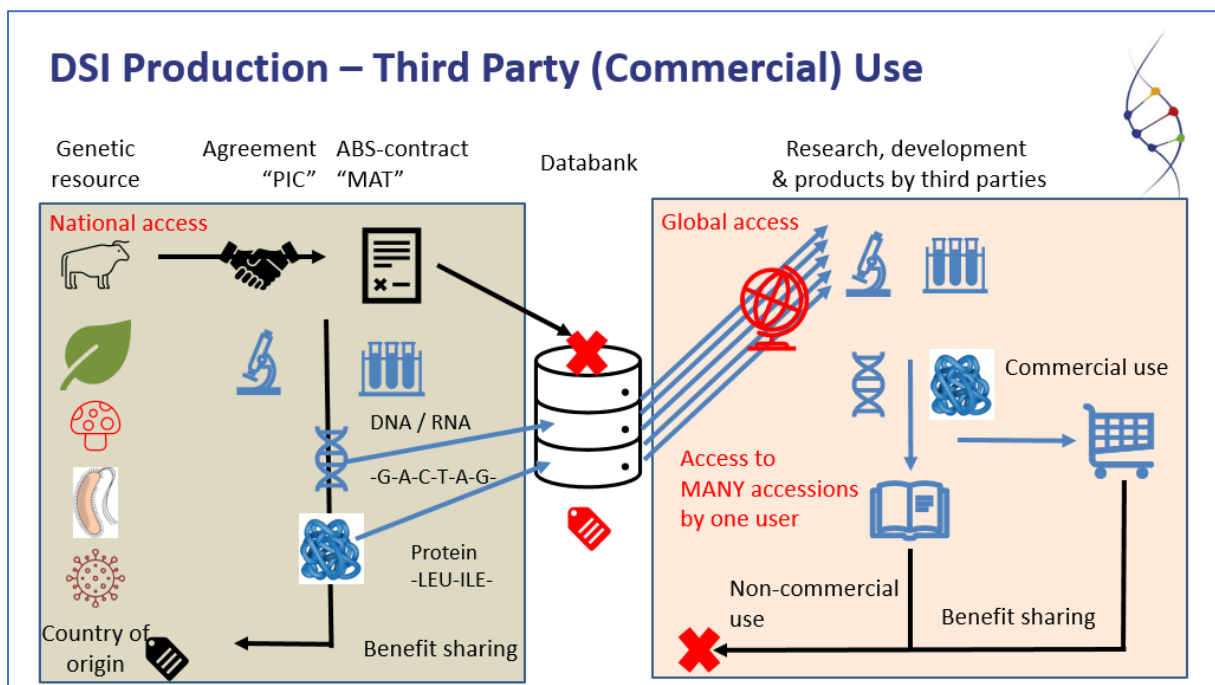 DSI Production – Third Party (Commercial) Use
Genetic
resource
Agreement
“PIC”
ABS-contract
“MAT”
Databank
Research, development
& products by third parties
National access
DNA / RNA
-G-A-C-T-A-G-
Protein
-LEU-ILE-
Country of
origin
Benefit sharing
Global access
Commercial use
Access to
MANY accessions
by one user
Non-commercial
use
Benefit sharing